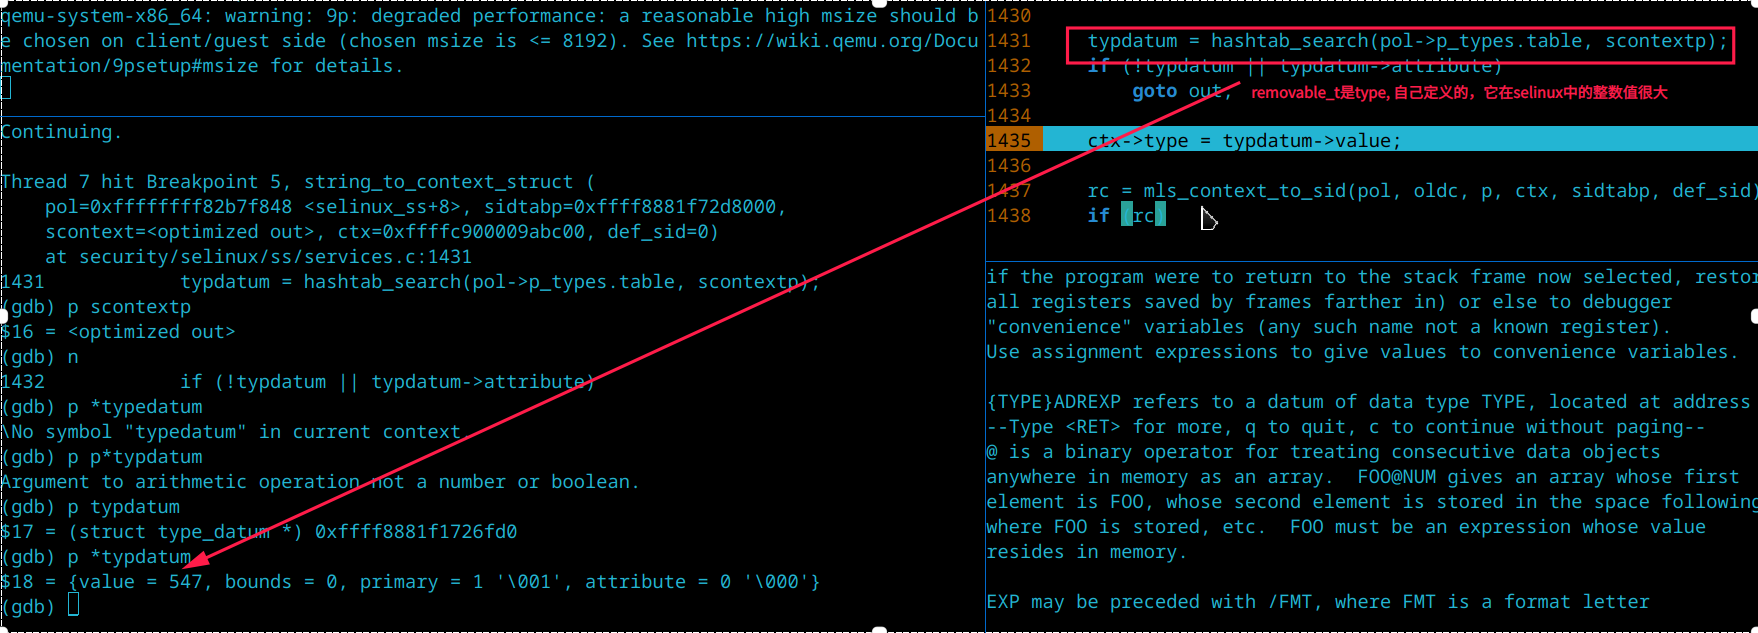 qemu-system-x86_64: warning: 9p: degraded performance: a reasonable high msize should b
e chosen on client/guest side (chosen msize is <= 8192). See https://wiki.qemu.org/Docu
mentation/9psetup#msize for details.
Continuing.
Thread 7 hit Breakpoint 5, string_to_context_struct (
    pol=0xffffffff82b7f848 <selinux_ss+8>, sidtabp=0xffff8881f72d8000,
    scontext=<optimized out>, ctx=0xffffc900009abc00, def_sid=0)
    at security/selinux/ss/services.c:1431
1431            typdatum = hashtab_search(pol->p_types.table, scontextp);
(gdb) p scontextp
$16 = <optimized out>
(gdb) n
1432            if (!typdatum || typdatum->attribute)
(gdb) p *typedatum
\No symbol "typedatum" in current context.
(gdb) p p*typdatum
Argument to arithmetic operation not a number or boolean.
(gdb) p typdatum
$17 = (struct type_datum *) 0xffff8881f1726fd0
(gdb) p *typdatum
$18 = {value = 547, bounds = 0, primary = 1 '\001', attribute = 0 '\000'}
(gdb)
1430
1431    typdatum = hashtab_search(pol->p_types.table, scontextp);
1432    if (!typdatum || typdatum->attribute)
1433        goto out;
removable_t是type, 自己定义的，它在selinux中的整数值很大
1434
1435    ctx->type = typdatum->value;
1436
1437    rc = mls_context_to_sid(pol, oldc, p, ctx, sidtabp, def_sid)
1438    if (rc)
if the program were to return to the stack frame now selected, restor
all registers saved by frames farther in) or else to debugger
"convenience" variables (any such name not a known register).
Use assignment expressions to give values to convenience variables.
{TYPE}ADREXP refers to a datum of data type TYPE, located at address
--Type <RET> for more, q to quit, c to continue without paging--
@ is a binary operator for treating consecutive data objects
anywhere in memory as an array.  FOO@NUM gives an array whose first
element is FOO, whose second element is stored in the space following
where FOO is stored, etc.  FOO must be an expression whose value
resides in memory.
EXP may be preceded with /FMT, where FMT is a format letter